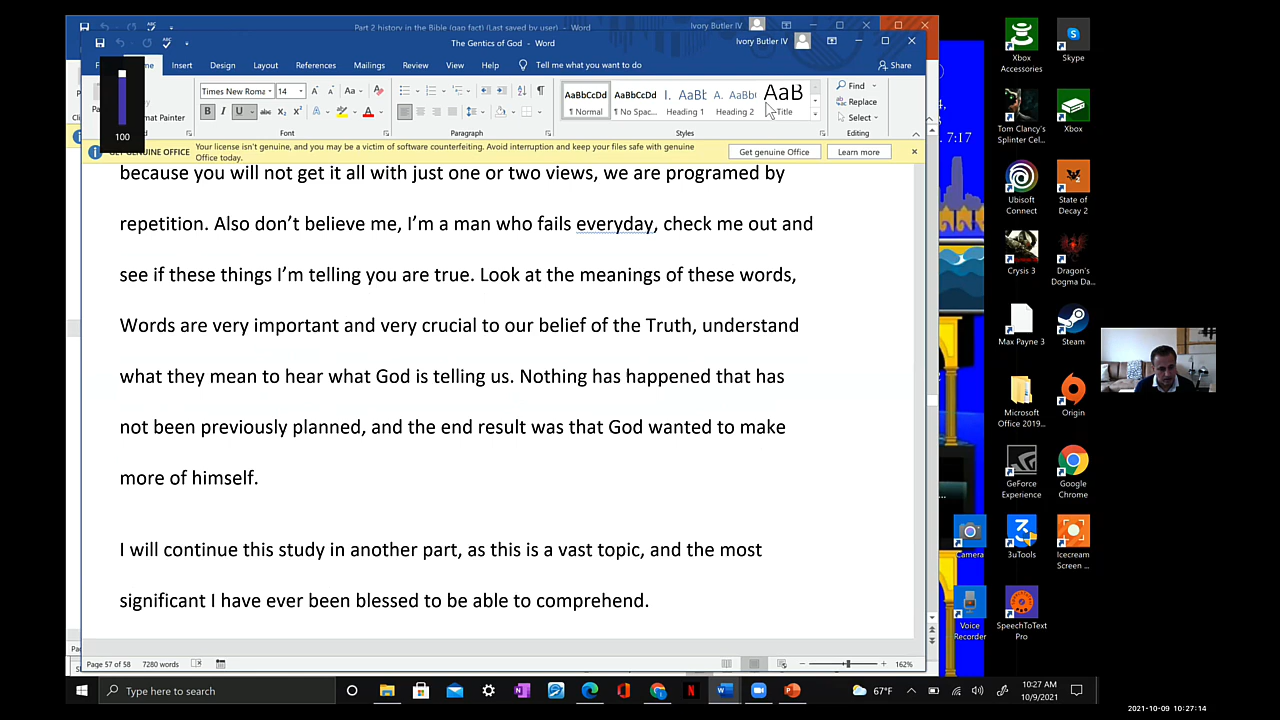 Part 2 history in the Bible (gap fact) (Last saved by user) - Word
Ivory Butler IV
The Gentics of God - Word
Ivory Butler IV
Insert Design Layout References Mailings Review View Help Tell me what you want to do
Share
Times New Roma 14
AaBbCcDd AaBbCcDd AaBb( AaBb( AaB
¶ Normal ¶ No Spac... Heading 1 Heading 2 Title
Find
Replace
Select
Format Painter
Font Paragraph Styles Editing
100
Your license isn't genuine, and you may be a victim of software counterfeiting. Avoid interruption and keep your files safe with genuine
Office today.
Get genuine Office
Learn more
because you will not get it all with just one or two views, we are programed by
repetition. Also don't believe me, I'm a man who fails everyday, check me out and
see if these things I'm telling you are true. Look at the meanings of these words,
Words are very important and very crucial to our belief of the Truth, understand
what they mean to hear what God is telling us. Nothing has happened that has
not been previously planned, and the end result was that God wanted to make
more of himself.
I will continue this study in another part, as this is a vast topic, and the most
significant I have ever been blessed to be able to comprehend.
Page 57 of 58 7280 words
162%
7:17
Xbox
Accessories
Skype
Tom Clancy's
Splinter Cel...
Xbox
Ubisoft
Connect
State of
Decay 2
Crysis 3
Dragon's
Dogma Da...
Max Payne 3
Steam
Microsoft
Office 2019...
Origin
GeForce
Experience
Google
Chrome
Camera
3uTools
Icecream
Screen ...
Voice
Recorder
SpeechToText
Pro
Type here to search
67°F
10:27 AM
10/9/2021
2021-10-09 10:27:14